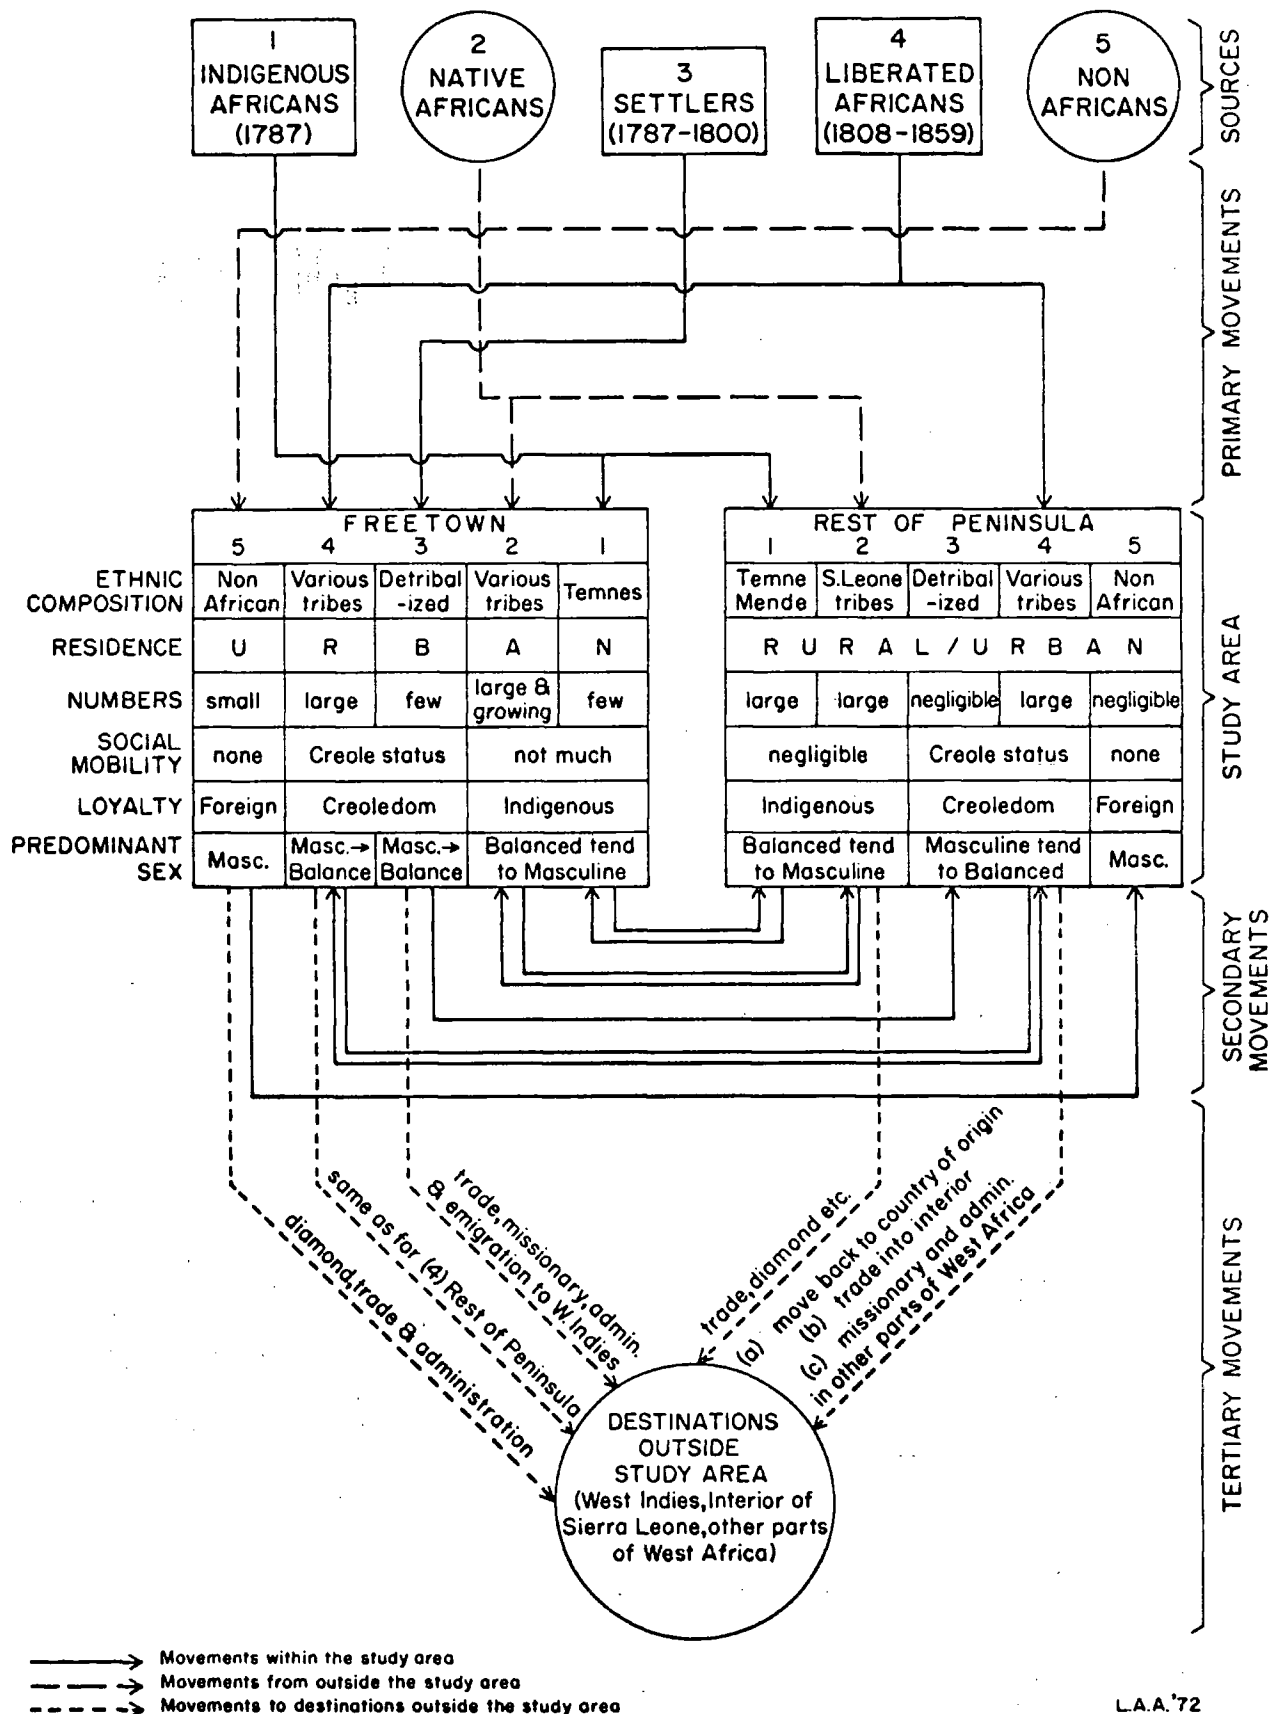 1
INDIGENOUS
AFRICANS
(1787)
2
NATIVE
AFRICANS
3
SETTLERS
(1787-1800)
4
LIBERATED
AFRICANS
(1808-1859)
5
NON
AFRICANS
SOURCES
PRIMARY MOVEMENTS
FREETOWN
5 4 3 2 1
REST OF PENINSULA
1 2 3 4 5
ETHNIC
COMPOSITION
Non
African
Various
tribes
Detribal
-ized
Various
tribes
Temnes
Temne
Mende
S.Leone
tribes
Detribal
-ized
Various
tribes
Non
African
RESIDENCE
U R B A N
R U R A L / U R B A N
NUMBERS
small
large
few
large &
growing
few
large
large
negligible
large
negligible
SOCIAL
MOBILITY
none
Creole status
not much
negligible
Creole status
none
LOYALTY
Foreign
Creoledom
Indigenous
Indigenous
Creoledom
Foreign
PREDOMINANT
SEX
Masc.
Masc.→
Balance
Masc.→
Balance
Balanced tend
to Masculine
Balanced tend
to Masculine
Masculine tend
to Balanced
Masc.
STUDY AREA
SECONDARY
MOVEMENTS
diamond, trade & administration
same as for (4) Rest of Peninsula
trade, missionary, admin.
& emigration to W. Indies
trade, diamond etc.
(a) move back to country of origin
(b) trade into interior
(c) missionary and admin.
in other parts of West Africa
TERTIARY MOVEMENTS
DESTINATIONS
OUTSIDE
STUDY AREA
(West Indies, Interior of
Sierra Leone, other parts
of West Africa)
Movements within the study area
Movements from outside the study area
Movements to destinations outside the study area
L.A.A.'72